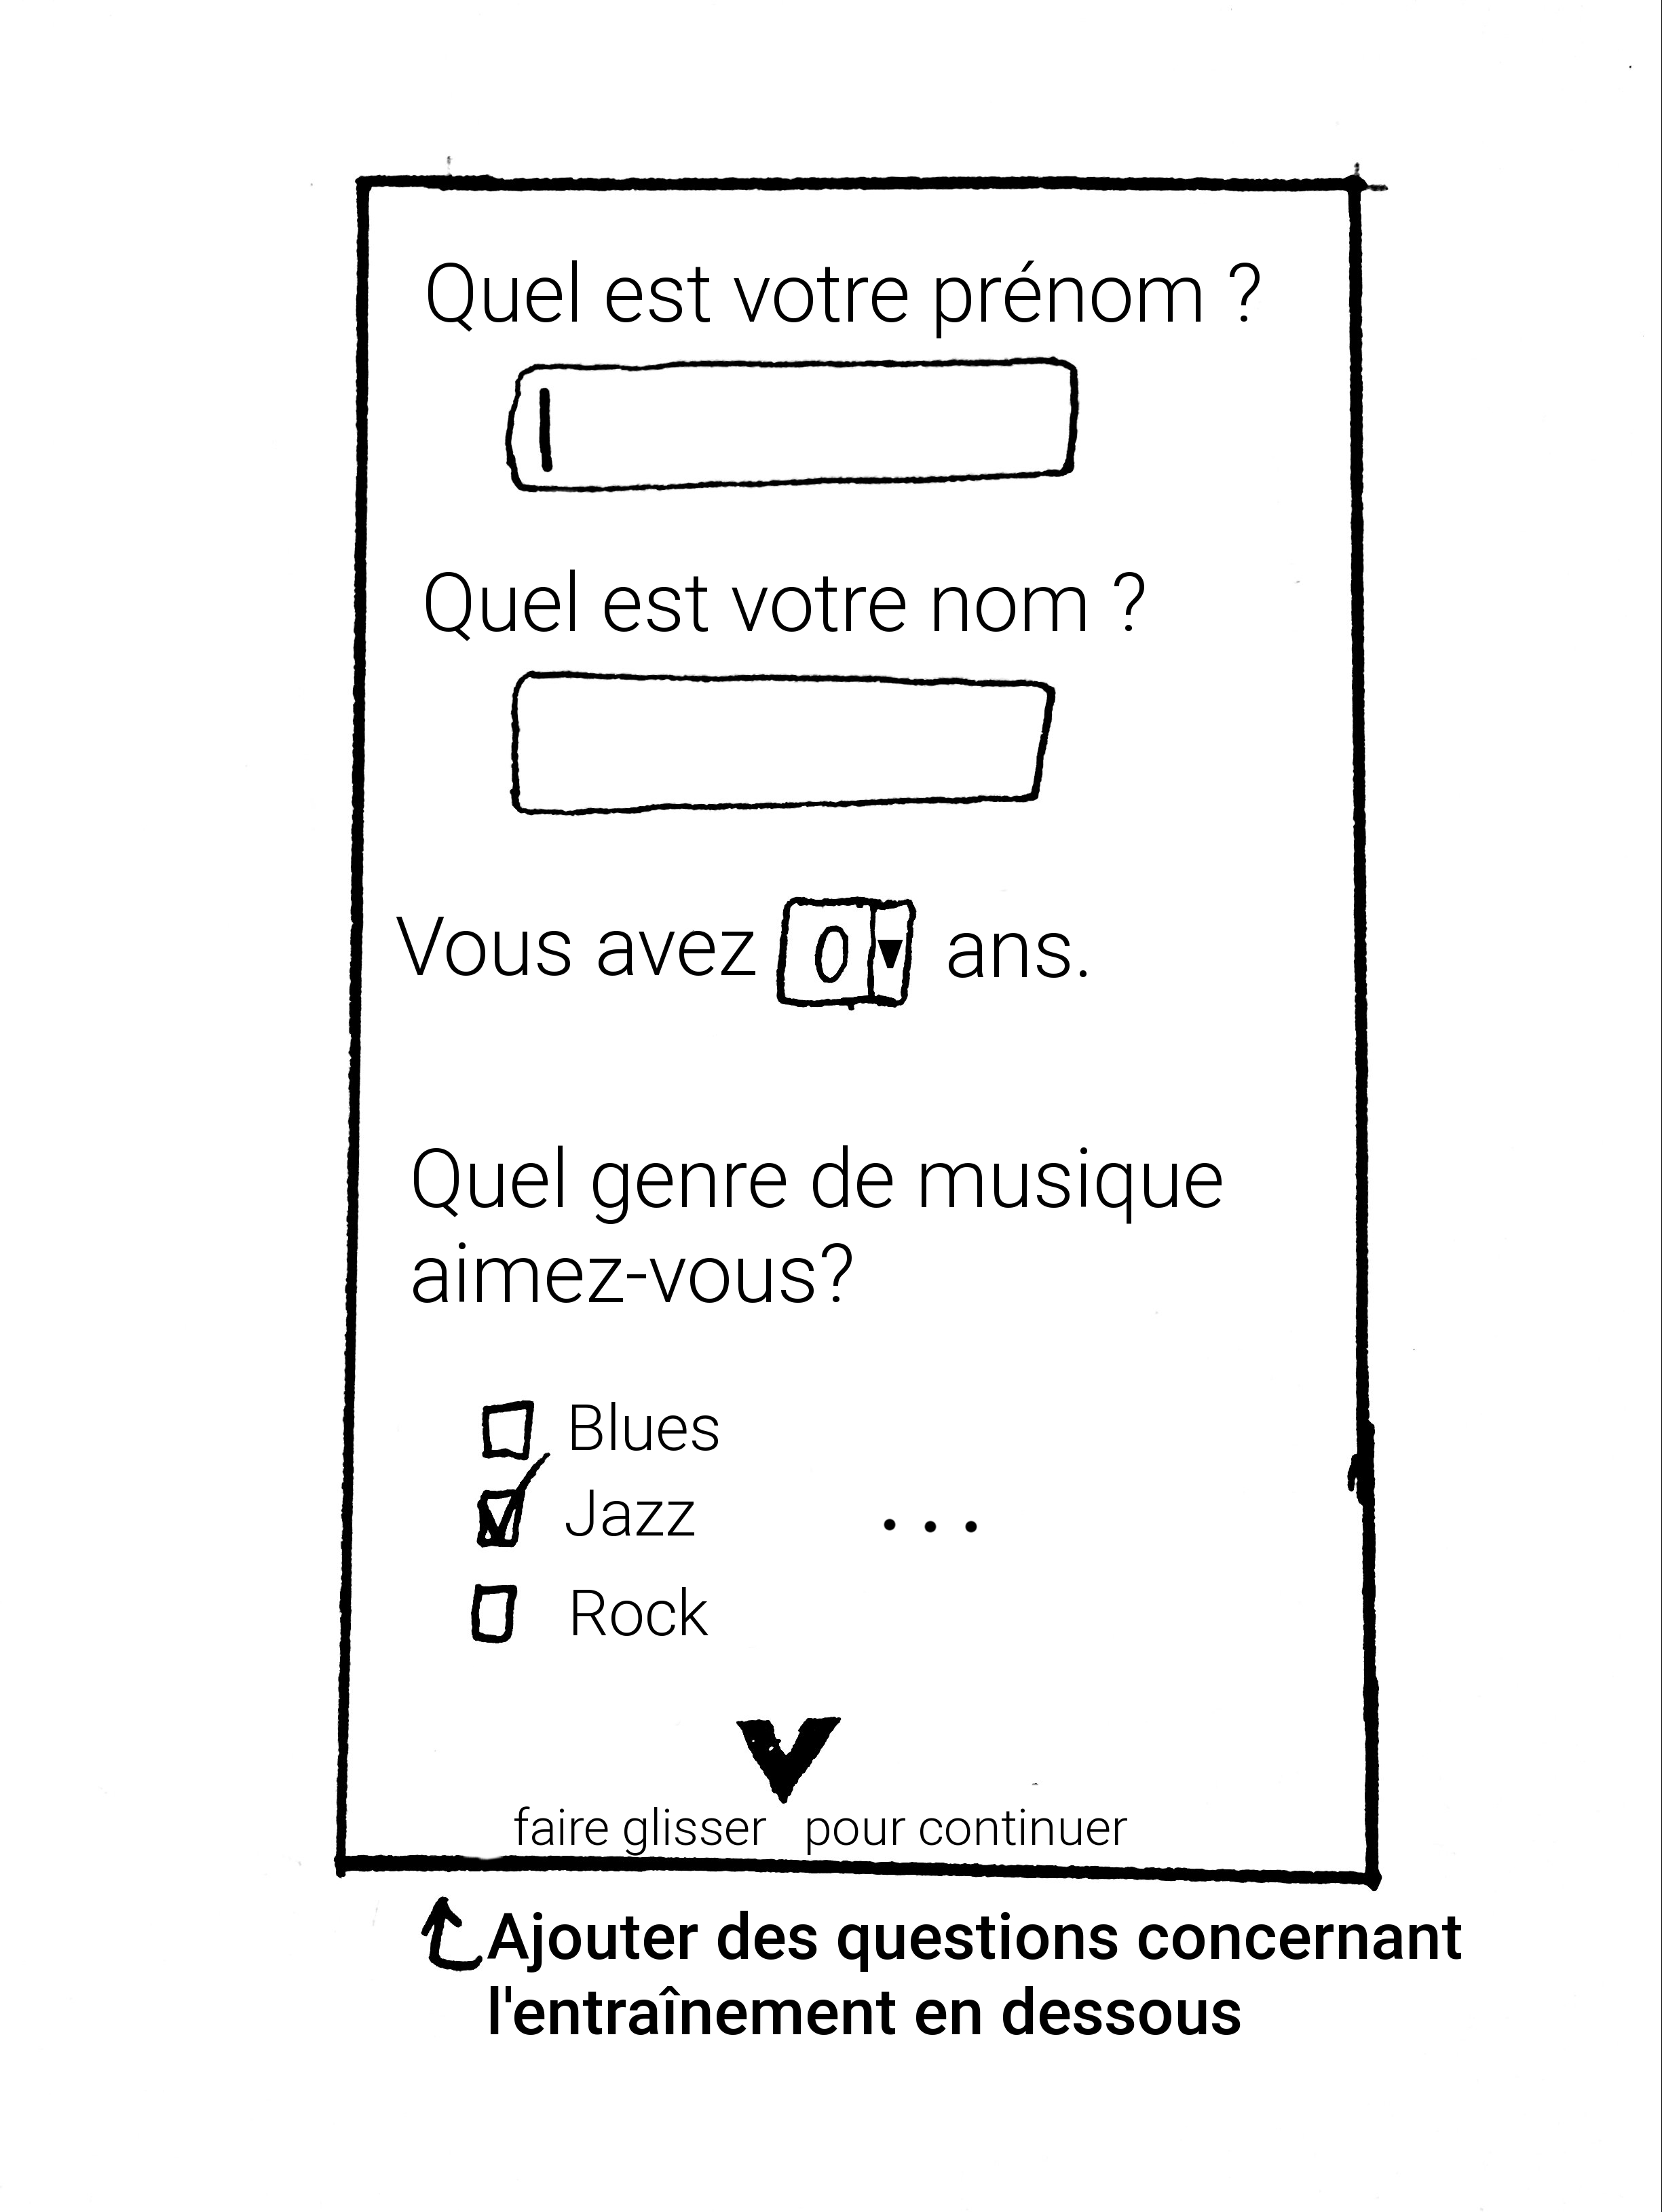 Quel est votre prénom ?
Quel est votre nom ?
Vous avez 0 ans.
Quel genre de musique
aimez-vous?
Blues
Jazz
...
Rock
faire glisser pour continuer
Ajouter des questions concernant
l'entraînement en dessous